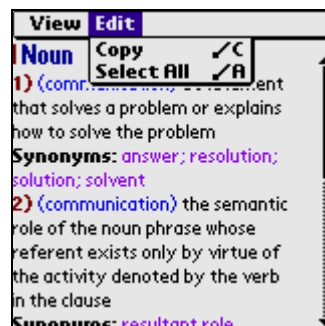 View Edit
Noun
Copy ／C
Select All ／A
1) (comm
ent
that solves a problem or explains
how to solve the problem
Synonyms: answer; resolution;
solution; solvent
2) (communication) the semantic
role of the noun phrase whose
referent exists only by virtue of
the activity denoted by the verb
in the clause
Synonyms: resultant role